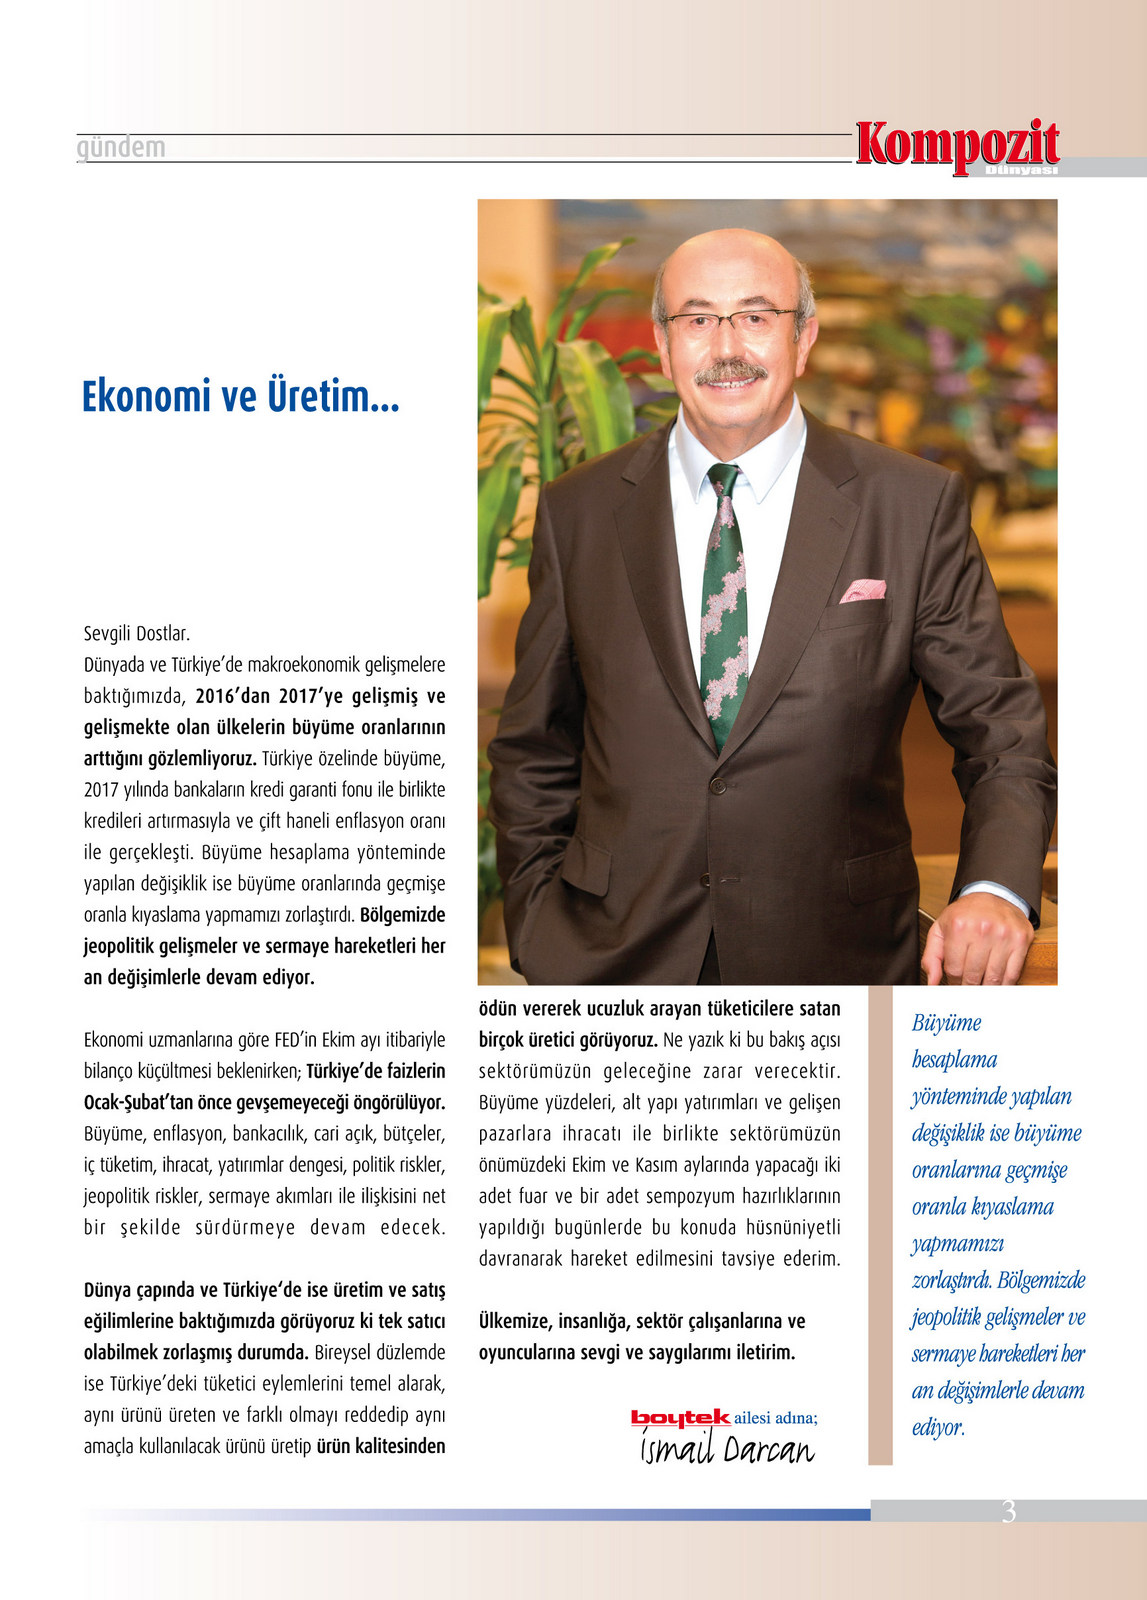 gündem
Kompozit
Dünyası
Ekonomi ve Üretim...
Sevgili Dostlar.
Dünyada ve Türkiye’de makroekonomik gelişmelere
baktığımızda, 2016’dan 2017’ye gelişmiş ve
gelişmekte olan ülkelerin büyüme oranlarının
arttığını gözlemliyoruz. Türkiye özelinde büyüme,
2017 yılında bankaların kredi garanti fonu ile birlikte
kredileri artırmasıyla ve çift haneli enflasyon oranı
ile gerçekleşti. Büyüme hesaplama yönteminde
yapılan değişiklik ise büyüme oranlarında geçmişe
oranla kıyaslama yapmamızı zorlaştırdı. Bölgemizde
jeopolitik gelişmeler ve sermaye hareketleri her
an değişimlerle devam ediyor.
Ekonomi uzmanlarına göre FED’in Ekim ayı itibariyle
bilanço küçültmesi beklenirken; Türkiye’de faizlerin
Ocak-Şubat’tan önce gevşemeyeceği öngörülüyor.
Büyüme, enflasyon, bankacılık, cari açık, bütçeler,
iç tüketim, ihracat, yatırımlar dengesi, politik riskler,
jeopolitik riskler, sermaye akımları ile ilişkisini net
bir şekilde sürdürmeye devam edecek.
Dünya çapında ve Türkiye’de ise üretim ve satış
eğilimlerine baktığımızda görüyoruz ki tek satıcı
olabilmek zorlaşmış durumda. Bireysel düzlemde
ise Türkiye’deki tüketici eylemlerini temel alarak,
aynı ürünü üreten ve farklı olmayı reddedip aynı
amaçla kullanılacak ürünü üretip ürün kalitesinden
ödün vererek ucuzluk arayan tüketicilere satan
birçok üretici görüyoruz. Ne yazık ki bu bakış açısı
sektörümüzün geleceğine zarar verecektir.
Büyüme yüzdeleri, alt yapı yatırımları ve gelişen
pazarlara ihracatı ile birlikte sektörümüzün
önümüzdeki Ekim ve Kasım aylarında yapacağı iki
adet fuar ve bir adet sempozyum hazırlıklarının
yapıldığı bugünlerde bu konuda hüsnüniyetli
davranarak hareket edilmesini tavsiye ederim.
Ülkemize, insanlığa, sektör çalışanlarına ve
oyuncularına sevgi ve saygılarımı iletirim.
boytek ailesi adına;
İsmail Darcan
Büyüme
hesaplama
yönteminde yapılan
değişiklik ise büyüme
oranlarına geçmişe
oranla kıyaslama
yapmamızı
zorlaştırdı. Bölgemizde
jeopolitik gelişmeler ve
sermaye hareketleri her
an değişimlerle devam
ediyor.
3